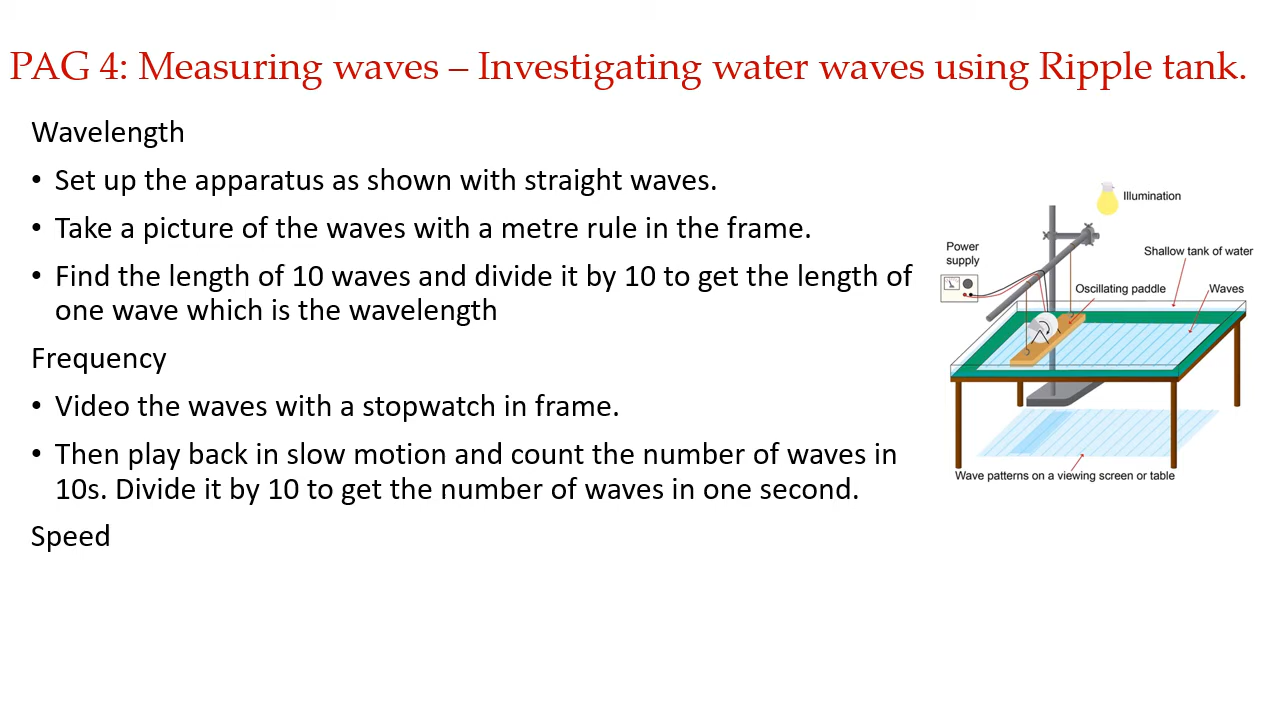 PAG 4: Measuring waves – Investigating water waves using Ripple tank.
Wavelength
• Set up the apparatus as shown with straight waves.
• Take a picture of the waves with a metre rule in the frame.
• Find the length of 10 waves and divide it by 10 to get the length of
one wave which is the wavelength
Frequency
• Video the waves with a stopwatch in frame.
• Then play back in slow motion and count the number of waves in
10s. Divide it by 10 to get the number of waves in one second.
Speed
Illumination
Power
supply
Shallow tank of water
Oscillating paddle
Waves
Wave patterns on a viewing screen or table